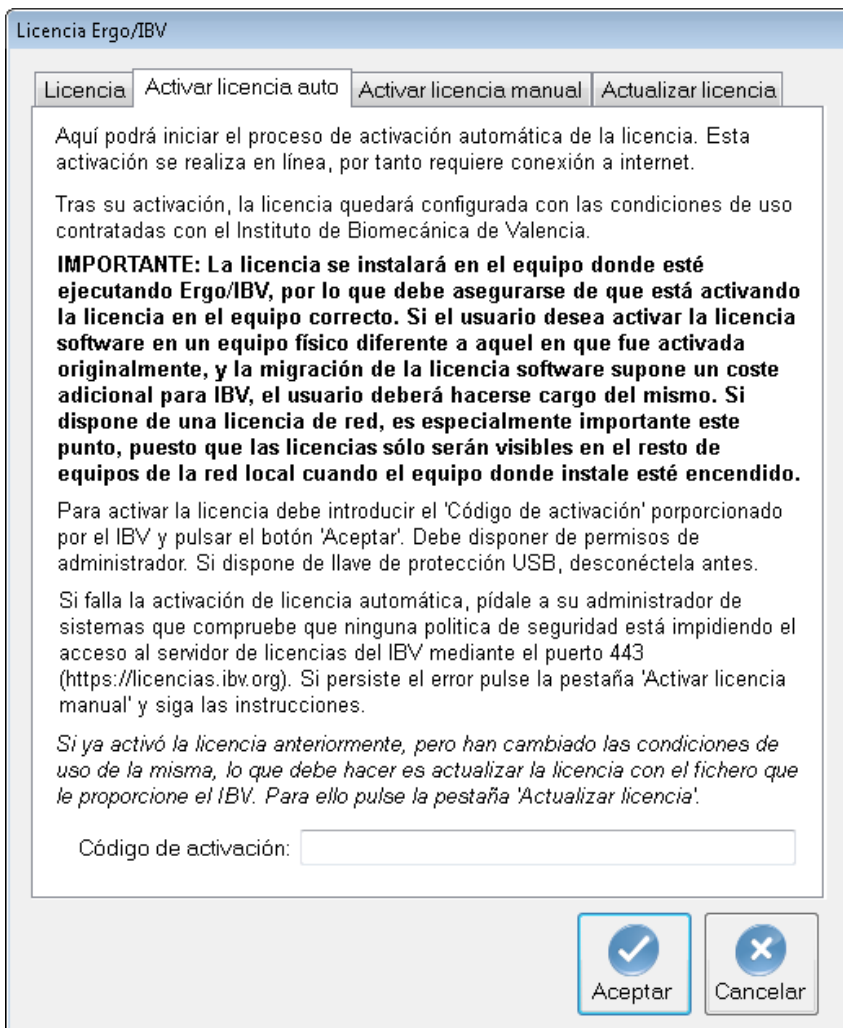 Licencia Ergo/IBV
Licencia
Activar licencia auto
Activar licencia manual
Actualizar licencia
Aquí podrá iniciar el proceso de activación automática de la licencia. Esta
activación se realiza en línea, por tanto requiere conexión a internet.
Tras su activación, la licencia quedará configurada con las condiciones de uso
contratadas con el Instituto de Biomecánica de Valencia.
IMPORTANTE: La licencia se instalará en el equipo donde esté
ejecutando Ergo/IBV, por lo que debe asegurarse de que está activando
la licencia en el equipo correcto. Si el usuario desea activar la licencia
software en un equipo físico diferente a aquel en que fue activada
originalmente, y la migración de la licencia software supone un coste
adicional para IBV, el usuario deberá hacerse cargo del mismo. Si
dispone de una licencia de red, es especialmente importante este
punto, puesto que las licencias sólo serán visibles en el resto de
equipos de la red local cuando el equipo donde instale esté encendido.
Para activar la licencia debe introducir el 'Código de activación' porporcionado
por el IBV y pulsar el botón 'Aceptar'. Debe disponer de permisos de
administrador. Si dispone de llave de protección USB, desconéctela antes.
Si falla la activación de licencia automática, pídale a su administrador de
sistemas que compruebe que ninguna politica de seguridad está impidiendo el
acceso al servidor de licencias del IBV mediante el puerto 443
(https://licencias.ibv.org). Si persiste el error pulse la pestaña 'Activar licencia
manual' y siga las instrucciones.
Si ya activó la licencia anteriormente, pero han cambiado las condiciones de
uso de la misma, lo que debe hacer es actualizar la licencia con el fichero que
le proporcione el IBV. Para ello pulse la pestaña 'Actualizar licencia'.
Código de activación:
Aceptar
Cancelar